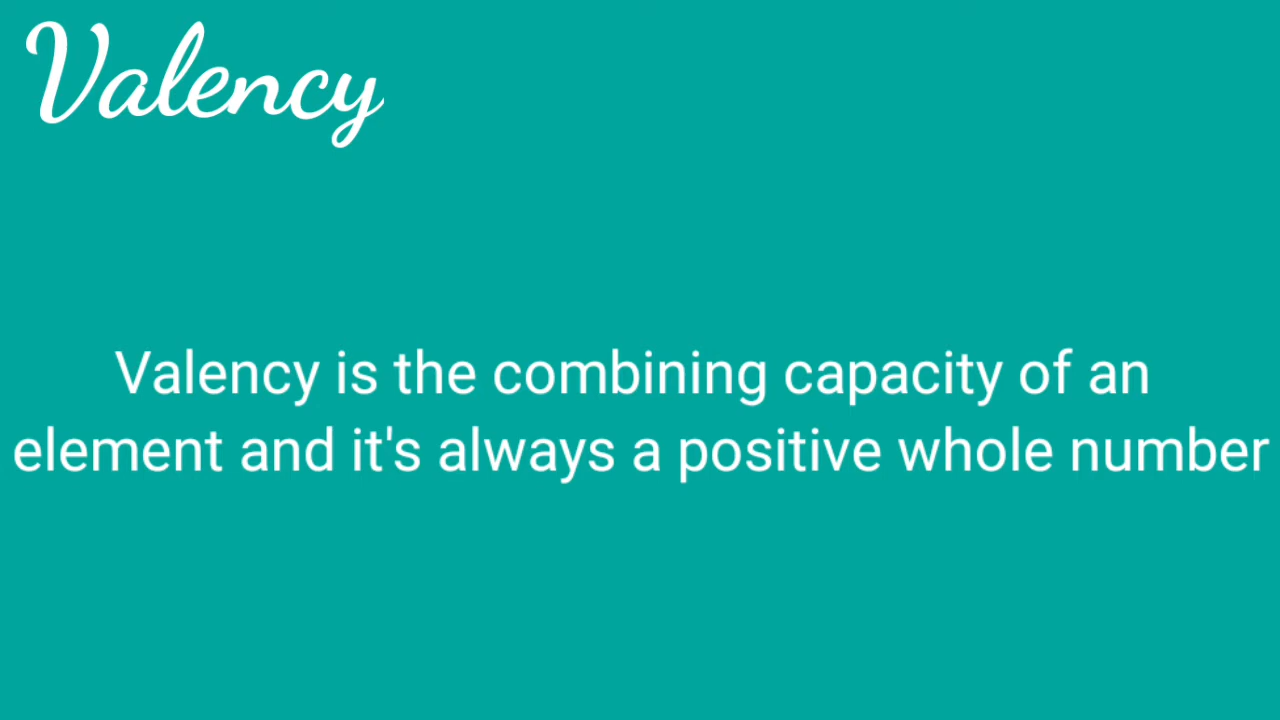 Valency
Valency is the combining capacity of an
element and it's always a positive whole number